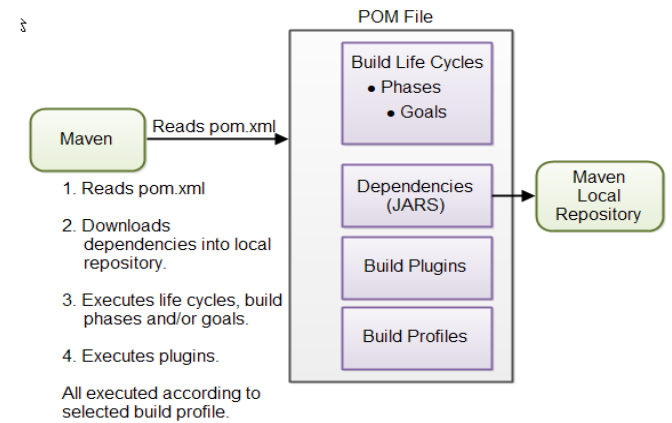 POM File
Build Life Cycles
• Phases
• Goals
Maven
Reads pom.xml
1. Reads pom.xml
2. Downloads
dependencies into local
repository.
3. Executes life cycles, build
phases and/or goals.
4. Executes plugins.
All executed according to
selected build profile.
Dependencies
(JARS)
Build Plugins
Build Profiles
Maven
Local
Repository